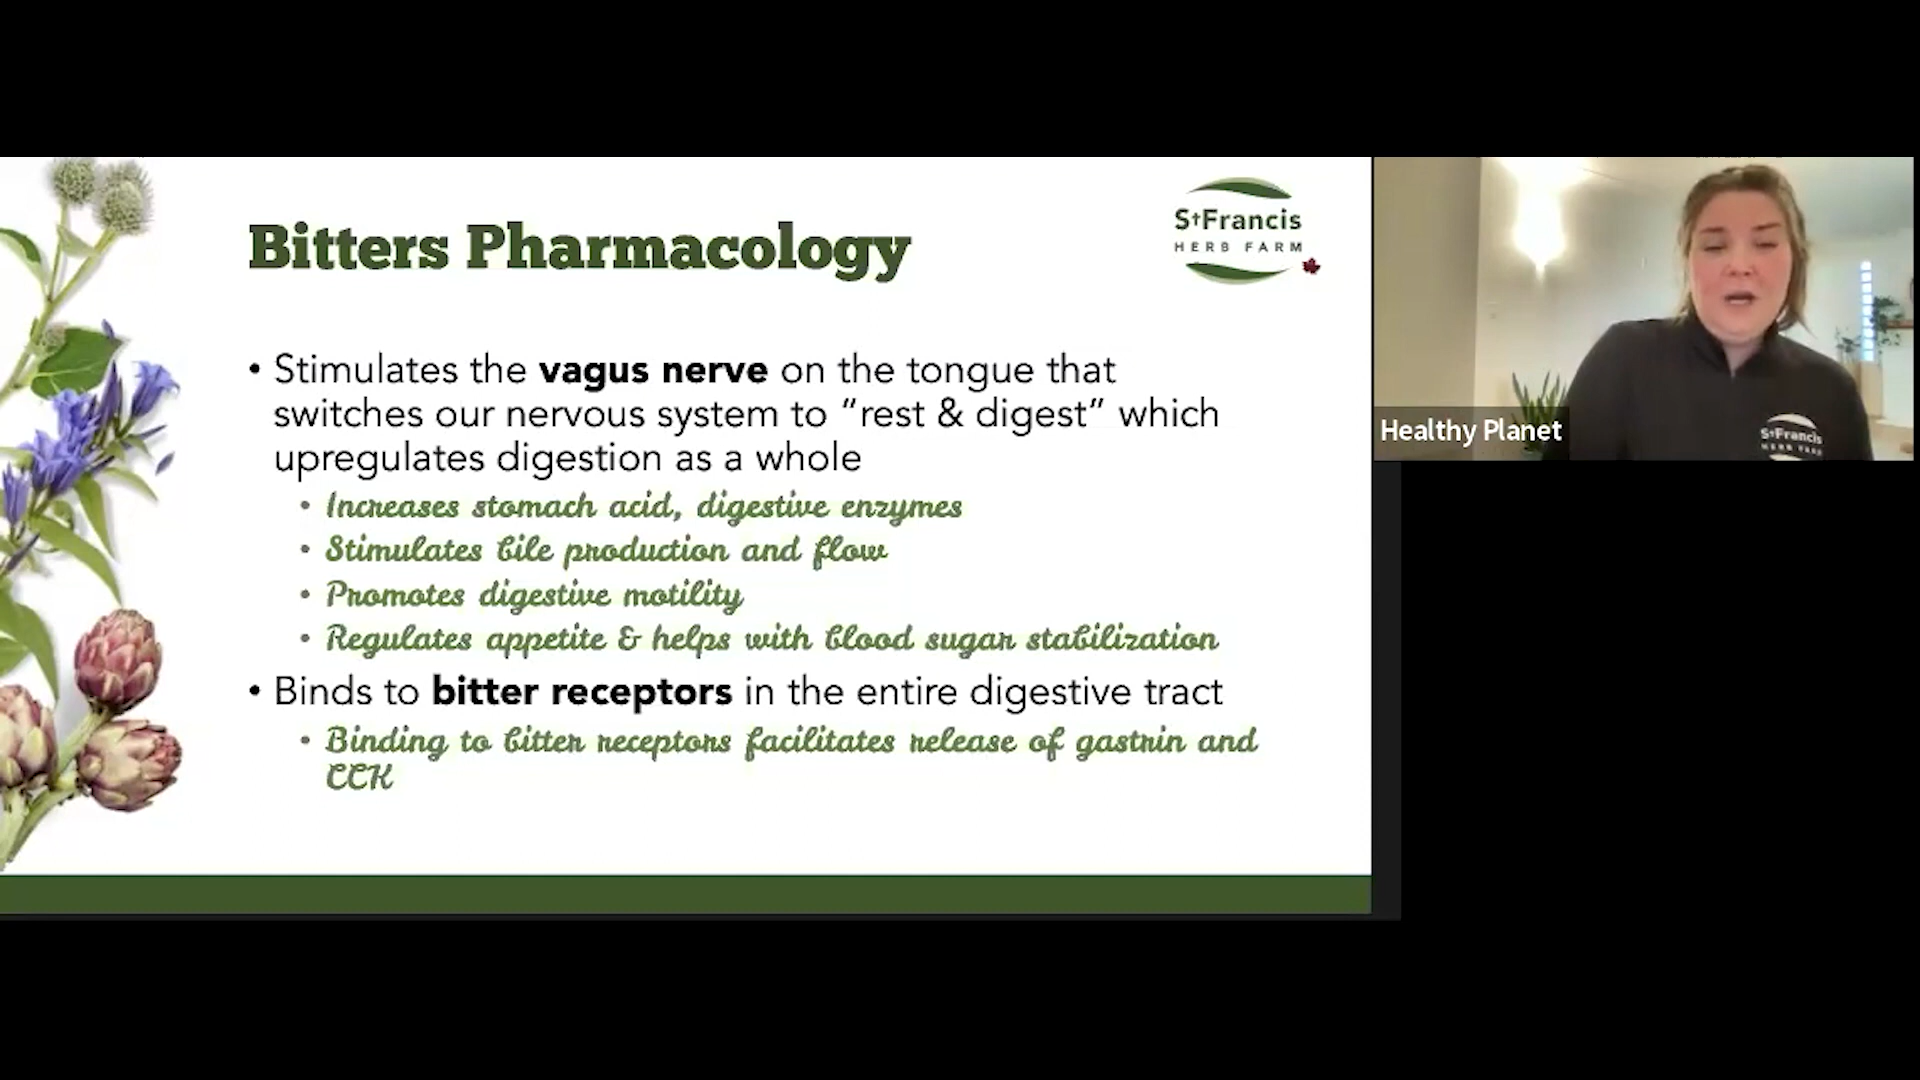 Bitters Pharmacology
StFrancis
HERB FARM
• Stimulates the vagus nerve on the tongue that
switches our nervous system to “rest & digest” which
upregulates digestion as a whole
• Increases stomach acid, digestive enzymes
• Stimulates bile production and flow
• Promotes digestive motility
• Regulates appetite & helps with blood sugar stabilization
• Binds to bitter receptors in the entire digestive tract
• Binding to bitter receptors facilitates release of gastrin and
CCK
Healthy Planet
StFrancis
HERB FARM